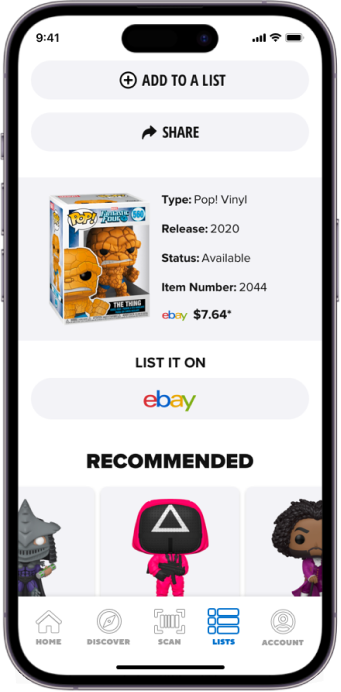 9:41
ADD TO A LIST
SHARE
POP!
FANTASTIC
FOUR
560
THE THING
Type: Pop! Vinyl
Release: 2020
Status: Available
Item Number: 2044
ebay $7.64*
LIST IT ON
ebay
RECOMMENDED
HOME
DISCOVER
SCAN
LISTS
ACCOUNT